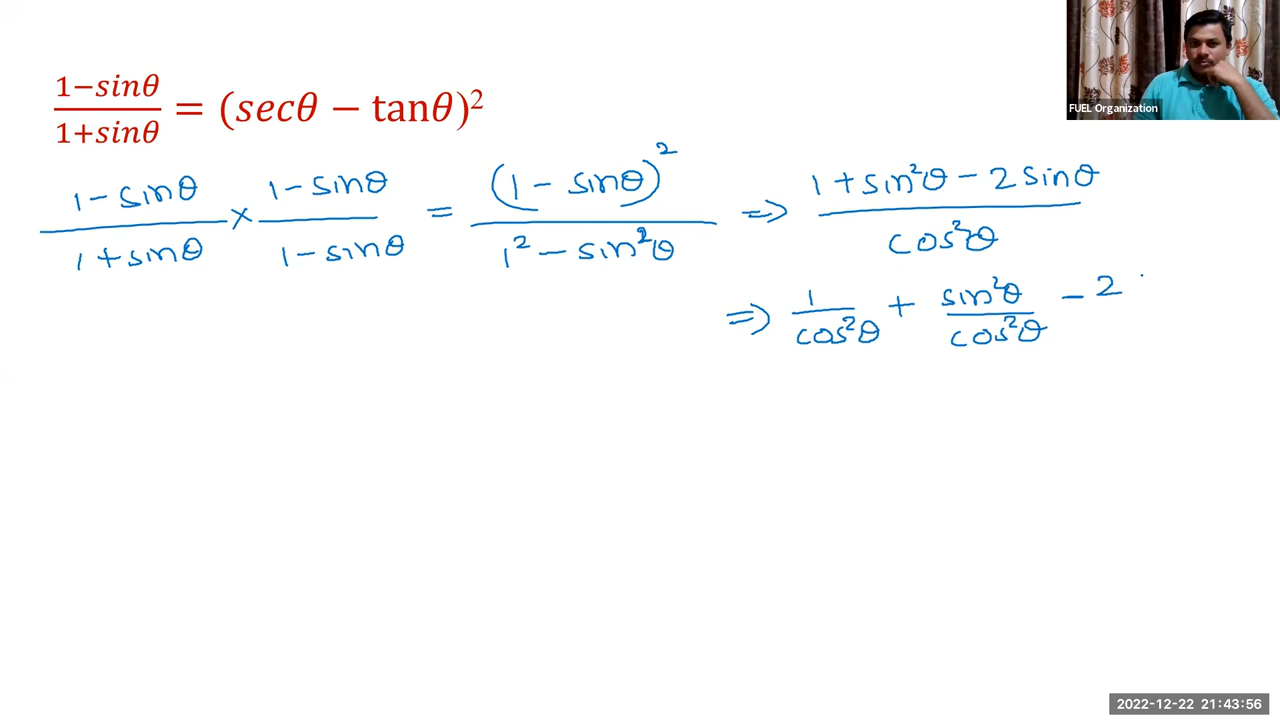 FUEL Organization
1−sinθ/1+sinθ = (secθ − tanθ)²
1 − sinθ/1 + sinθ × 1 − sinθ/1 − sinθ = (1 − sinθ)²/1² − sin²θ ⇒ 1 + sin²θ − 2 sinθ/cos²θ
⇒ 1/cos²θ + sin²θ/cos²θ − 2
2022-12-22 21:43:56